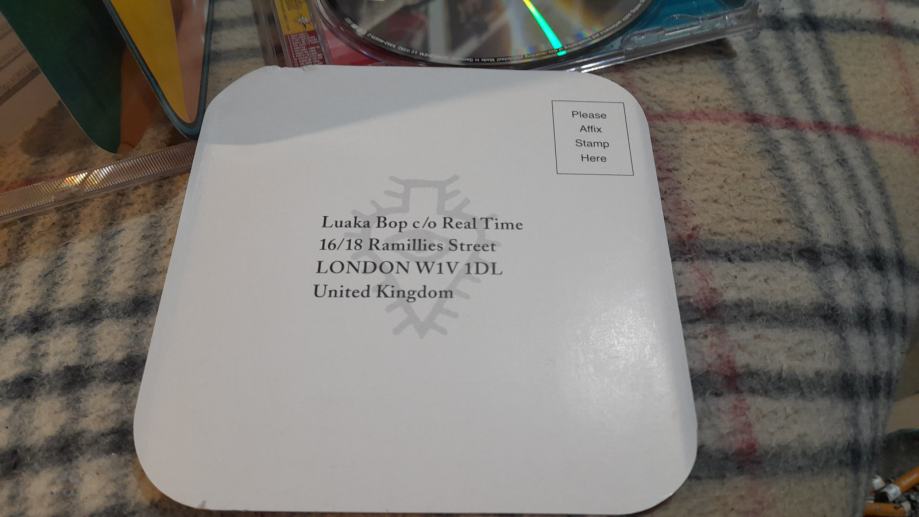 Please
Affix
Stamp
Here
Luaka Bop c/o Real Time
16/18 Ramillies Street
LONDON W1V 1DL
United Kingdom